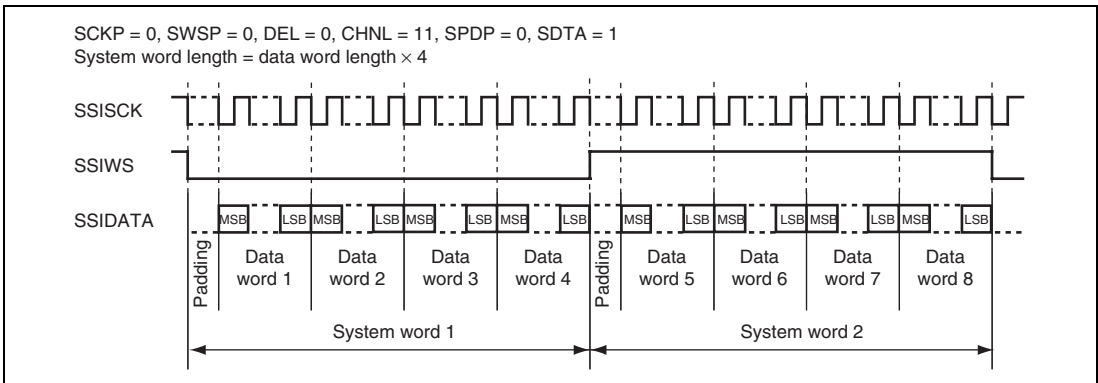 SCKP = 0, SWSP = 0, DEL = 0, CHNL = 11, SPDP = 0, SDTA = 1
System word length = data word length × 4
SSISCK
SSIWS
SSIDATA
MSB LSB MSB LSB MSB LSB MSB LSB MSB LSB MSB LSB MSB LSB MSB LSB
Padding
Data word 1
Data word 2
Data word 3
Data word 4
Padding
Data word 5
Data word 6
Data word 7
Data word 8
System word 1
System word 2